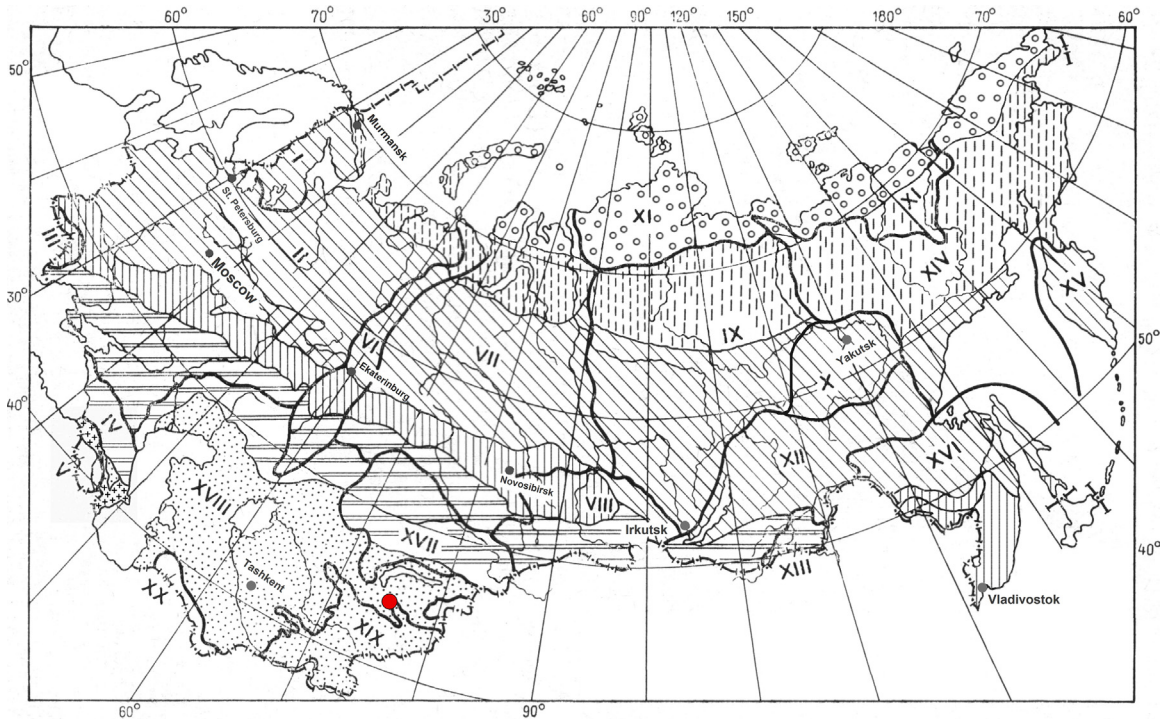 60° 70° 30° 60° 90° 120° 150° 180° 70° 60°
50°
Murmansk
I
St. Petersburg
XI
XI
III
II
Moscow
XIV
XV
30°
VI
VII
IX
50°
Yakutsk
Ekaterinburg
X
40°
IV
XII
XVI
V
Novosibirsk
VIII
XVIII
Irkutsk
XVII
40°
XIII
XX
Tashkent
Vladivostok
XIX
60° 90°